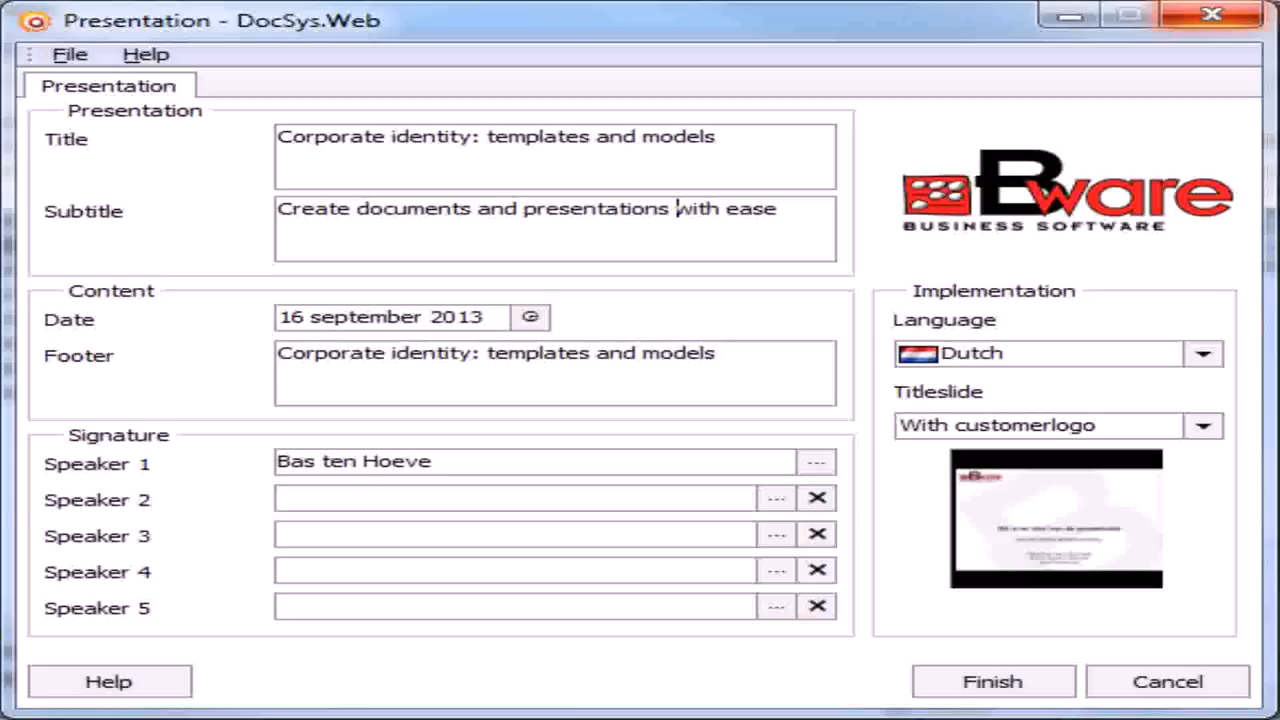 Presentation - DocSys.Web
File Help
Presentation
Presentation
Title Corporate identity: templates and models
Subtitle Create documents and presentations with ease
Bware
BUSINESS SOFTWARE
Content
Date 16 september 2013
Footer Corporate identity: templates and models
Implementation
Language
Dutch
Titleslide
With customerlogo
Signature
Speaker 1 Bas ten Hoeve ...
Speaker 2 ...
Speaker 3 ...
Speaker 4 ...
Speaker 5 ...
Help Finish Cancel